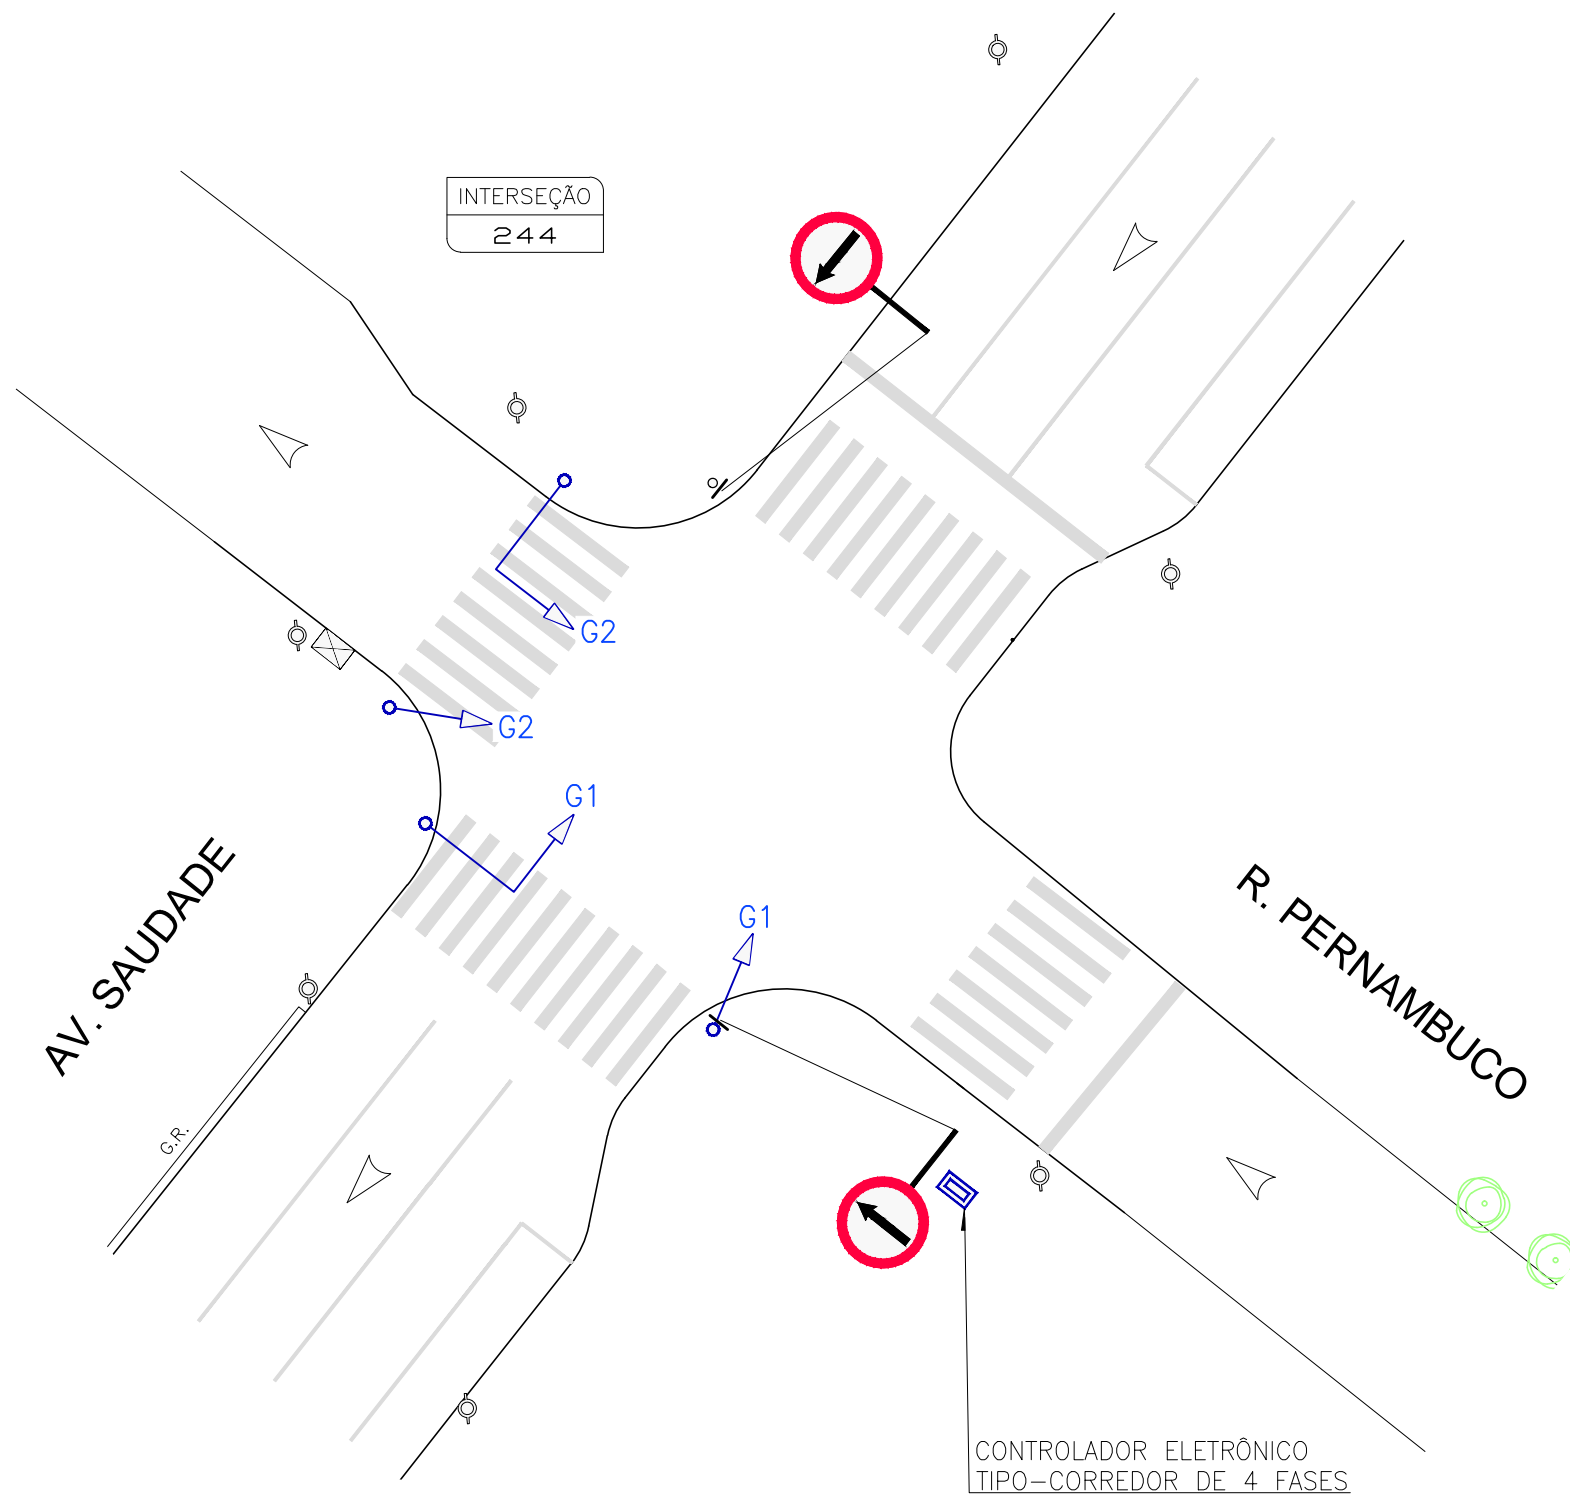 INTERSEÇÃO
244
G2
G2
G1
G1
AV. SAUDADE
R. PERNAMBUCO
G.R.
CONTROLADOR ELETRÔNICO
TIPO-CORREDOR DE 4 FASES